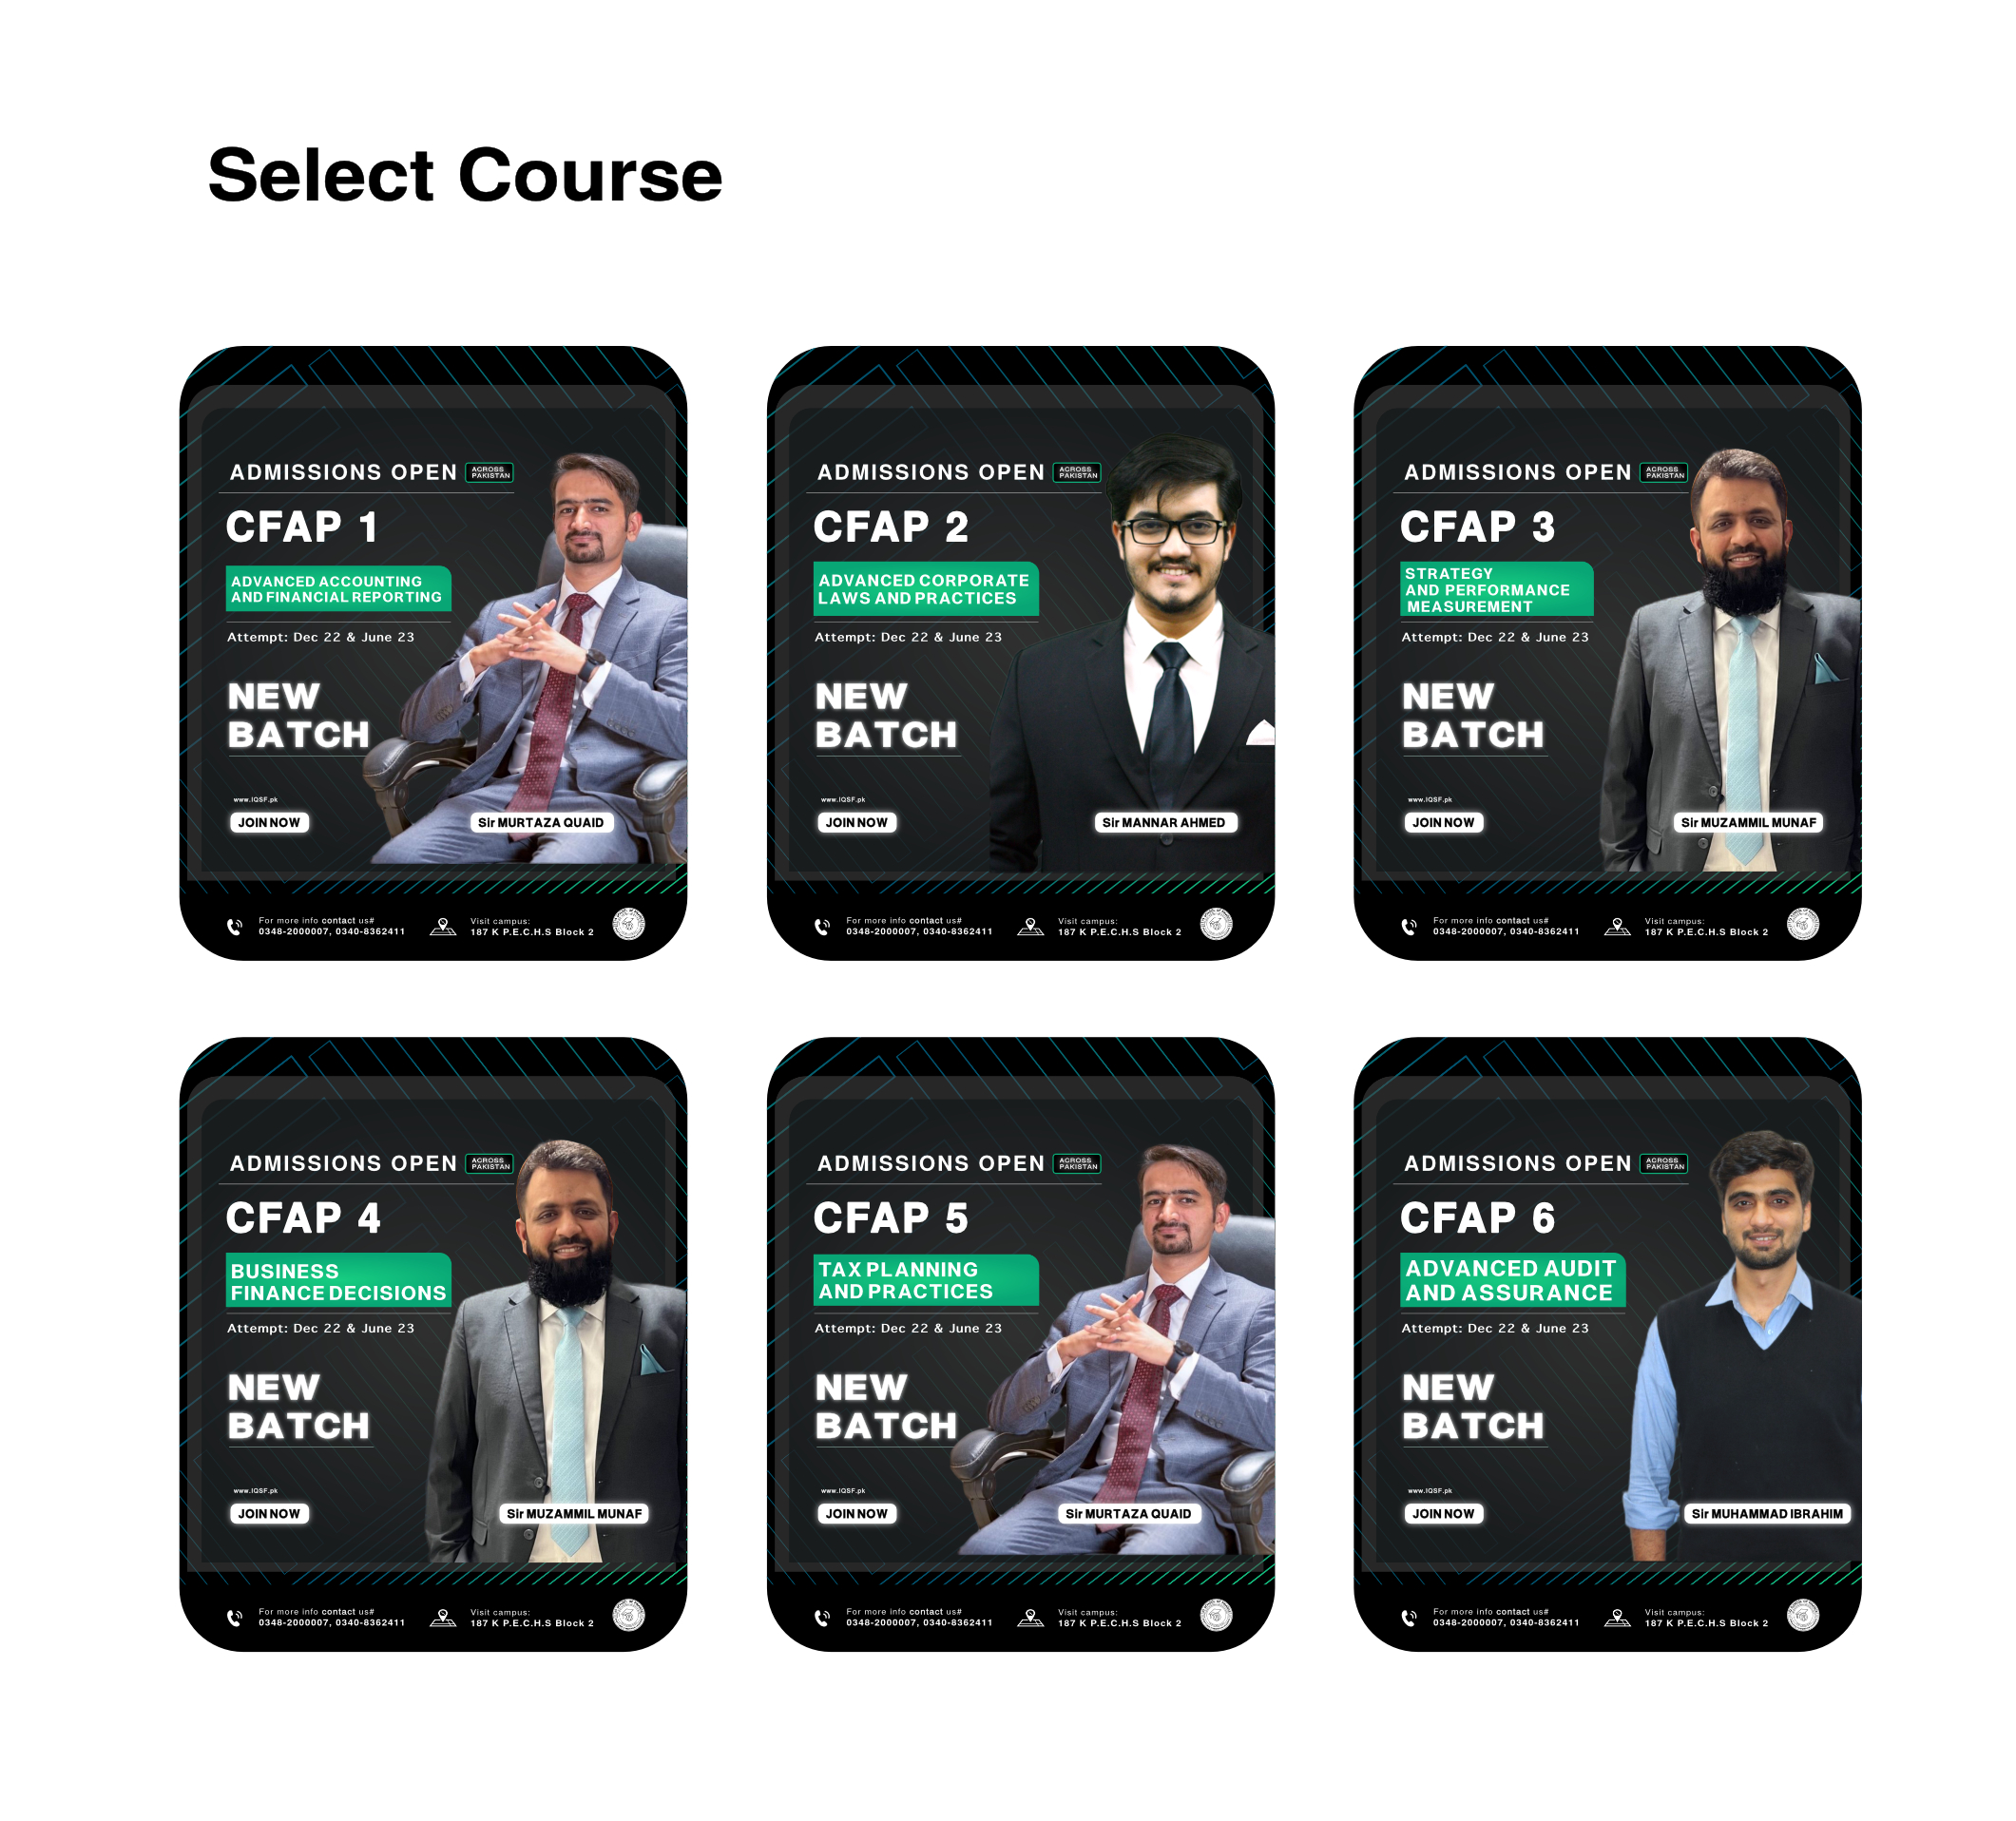 Select Course
ADMISSIONS OPEN ACROSS PAKISTAN
CFAP 1
ADVANCED ACCOUNTING
AND FINANCIAL REPORTING
Attempt: Dec 22 & June 23
NEW
BATCH
www.IQSF.pk
JOIN NOW
Sir MURTAZA QUAID
For more info contact us#
0348-2000007, 0340-8362411
Visit campus:
187 K P.E.C.H.S Block 2
ADMISSIONS OPEN ACROSS PAKISTAN
CFAP 2
ADVANCED CORPORATE
LAWS AND PRACTICES
Attempt: Dec 22 & June 23
NEW
BATCH
www.IQSF.pk
JOIN NOW
Sir MANNAR AHMED
For more info contact us#
0348-2000007, 0340-8362411
Visit campus:
187 K P.E.C.H.S Block 2
ADMISSIONS OPEN ACROSS PAKISTAN
CFAP 3
STRATEGY
AND PERFORMANCE
MEASUREMENT
Attempt: Dec 22 & June 23
NEW
BATCH
www.IQSF.pk
JOIN NOW
Sir MUZAMMIL MUNAF
For more info contact us#
0348-2000007, 0340-8362411
Visit campus:
187 K P.E.C.H.S Block 2
ADMISSIONS OPEN ACROSS PAKISTAN
CFAP 4
BUSINESS
FINANCE DECISIONS
Attempt: Dec 22 & June 23
NEW
BATCH
www.IQSF.pk
JOIN NOW
Sir MUZAMMIL MUNAF
For more info contact us#
0348-2000007, 0340-8362411
Visit campus:
187 K P.E.C.H.S Block 2
ADMISSIONS OPEN ACROSS PAKISTAN
CFAP 5
TAX PLANNING
AND PRACTICES
Attempt: Dec 22 & June 23
NEW
BATCH
www.IQSF.pk
JOIN NOW
Sir MURTAZA QUAID
For more info contact us#
0348-2000007, 0340-8362411
Visit campus:
187 K P.E.C.H.S Block 2
ADMISSIONS OPEN ACROSS PAKISTAN
CFAP 6
ADVANCED AUDIT
AND ASSURANCE
Attempt: Dec 22 & June 23
NEW
BATCH
www.IQSF.pk
JOIN NOW
Sir MUHAMMAD IBRAHIM
For more info contact us#
0348-2000007, 0340-8362411
Visit campus:
187 K P.E.C.H.S Block 2